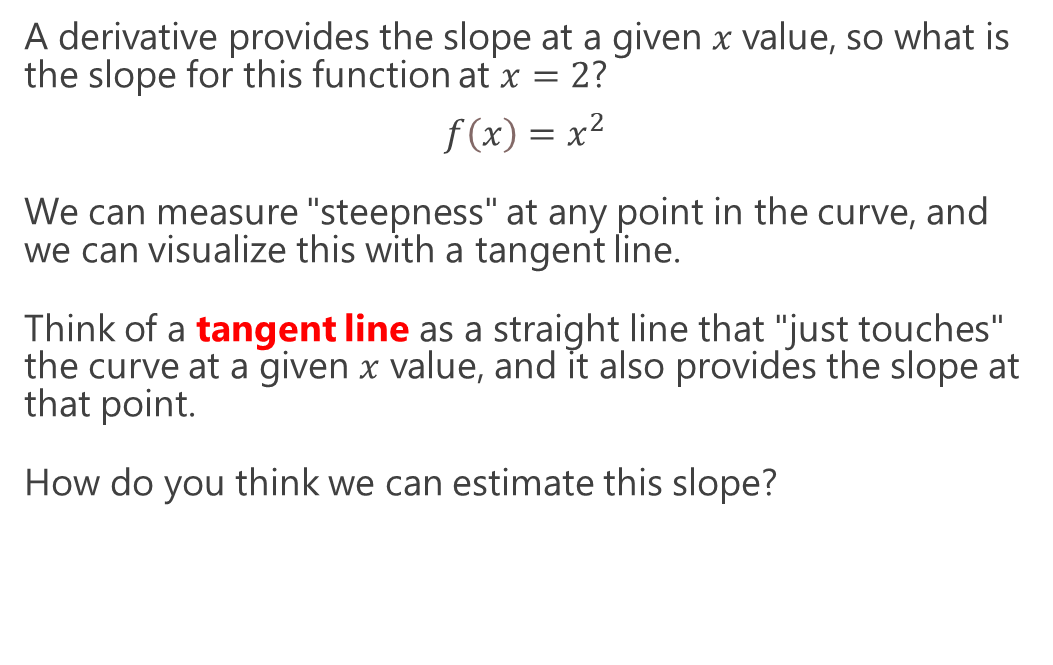 A derivative provides the slope at a given x value, so what is
the slope for this function at x = 2?
f(x) = x²
We can measure "steepness" at any point in the curve, and
we can visualize this with a tangent line.
Think of a tangent line as a straight line that "just touches"
the curve at a given x value, and it also provides the slope at
that point.
How do you think we can estimate this slope?